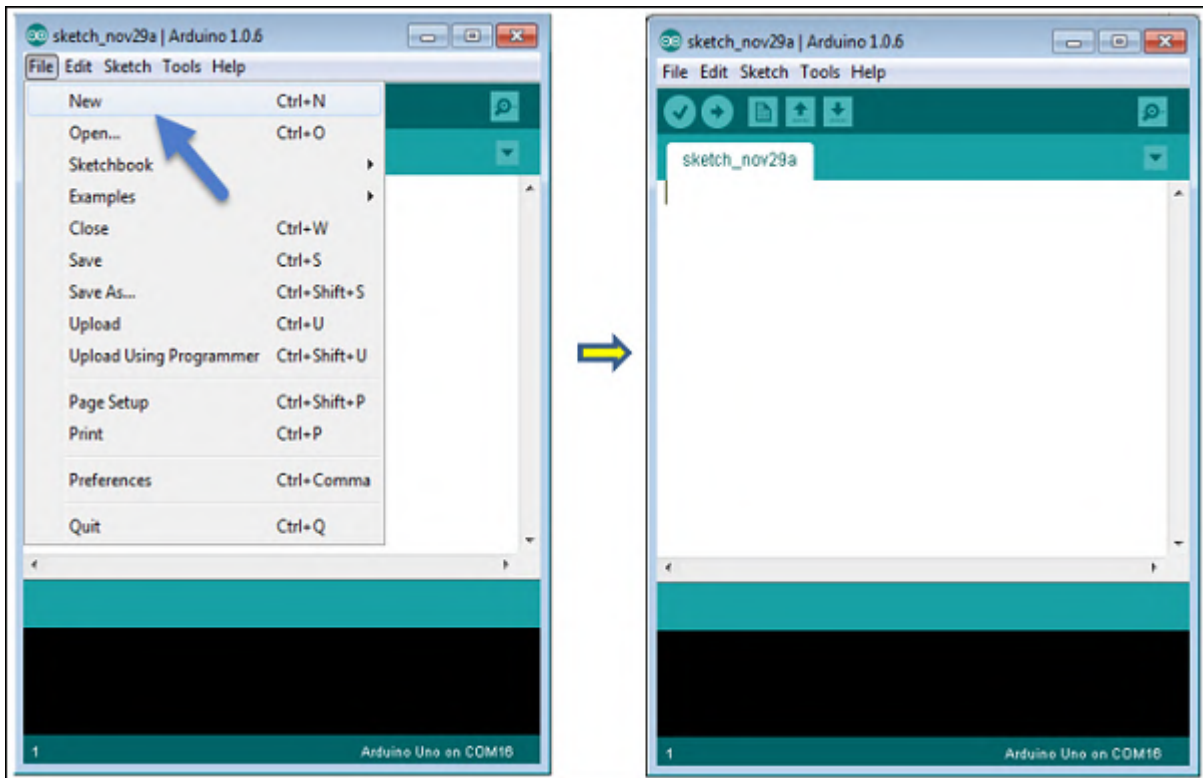 sketch_nov29a | Arduino 1.0.6
File Edit Sketch Tools Help
New Ctrl+N
Open... Ctrl+O
Sketchbook
Examples
Close Ctrl+W
Save Ctrl+S
Save As... Ctrl+Shift+S
Upload Ctrl+U
Upload Using Programmer Ctrl+Shift+U
Page Setup Ctrl+Shift+P
Print Ctrl+P
Preferences Ctrl+Comma
Quit Ctrl+Q
1 Arduino Uno on COM16
sketch_nov29a | Arduino 1.0.6
File Edit Sketch Tools Help
sketch_nov29a
1 Arduino Uno on COM16